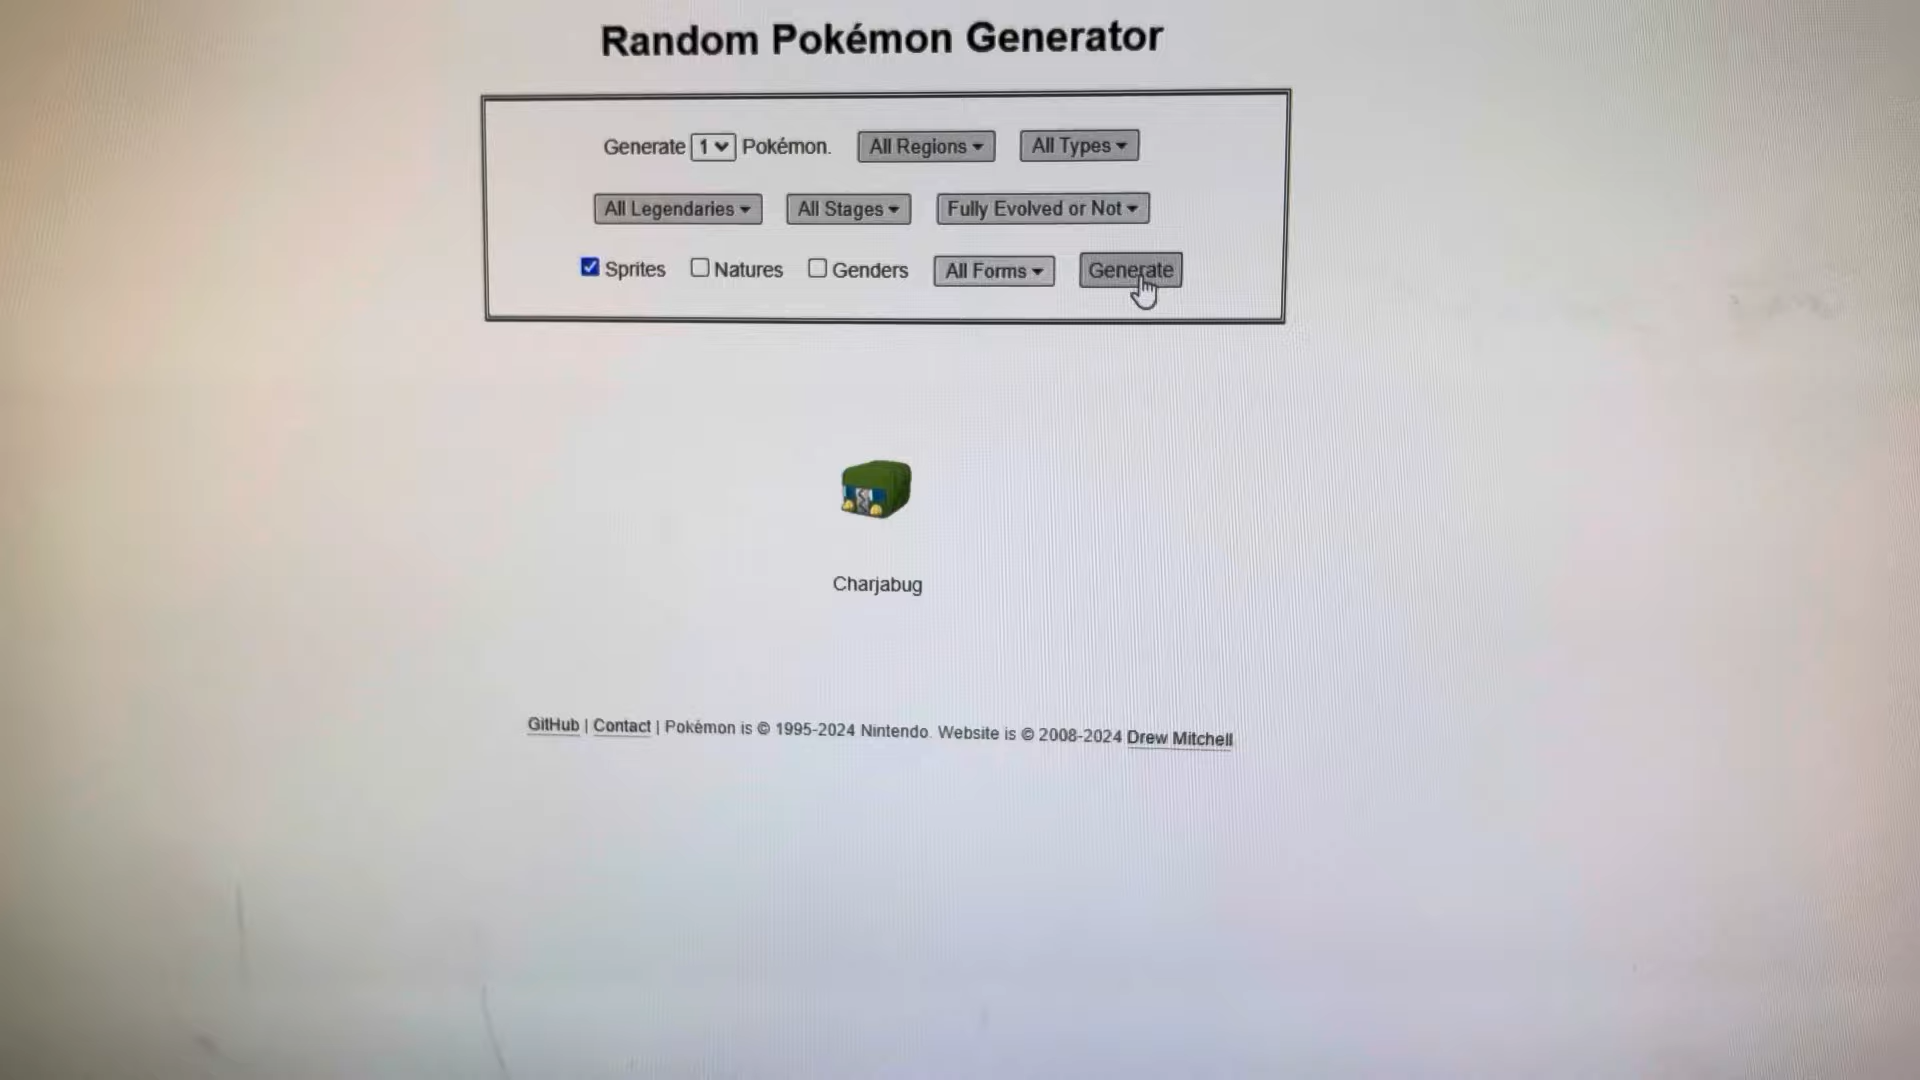 Random Pokémon Generator
Generate 1 Pokémon. All Regions All Types
All Legendaries All Stages Fully Evolved or Not
Sprites Natures Genders All Forms Generate
Charjabug
GitHub | Contact | Pokémon is © 1995-2024 Nintendo. Website is © 2008-2024 Drew Mitchell